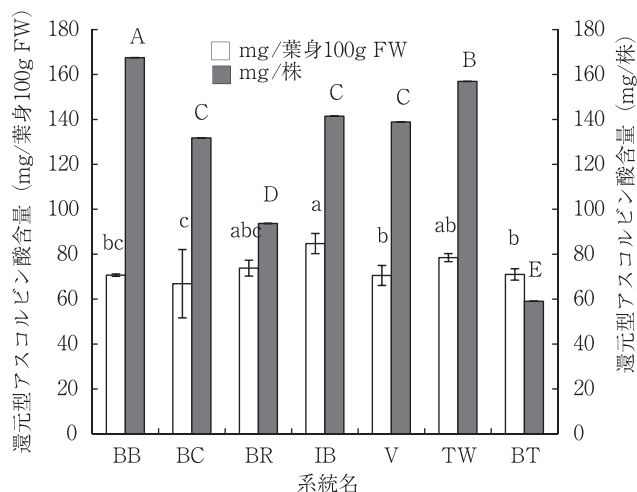 還元型アスコルビン酸含量（mg/葉身100g FW）
180
160
140
120
100
80
60
40
20
0
mg/葉身100g FW
mg/株
bc
A
c
C
abc
D
a
C
b
C
ab
B
b
E
BB
BC
BR
IB
V
TW
BT
系統名
180
160
140
120
100
80
60
40
20
0
還元型アスコルビン酸含量（mg/株）